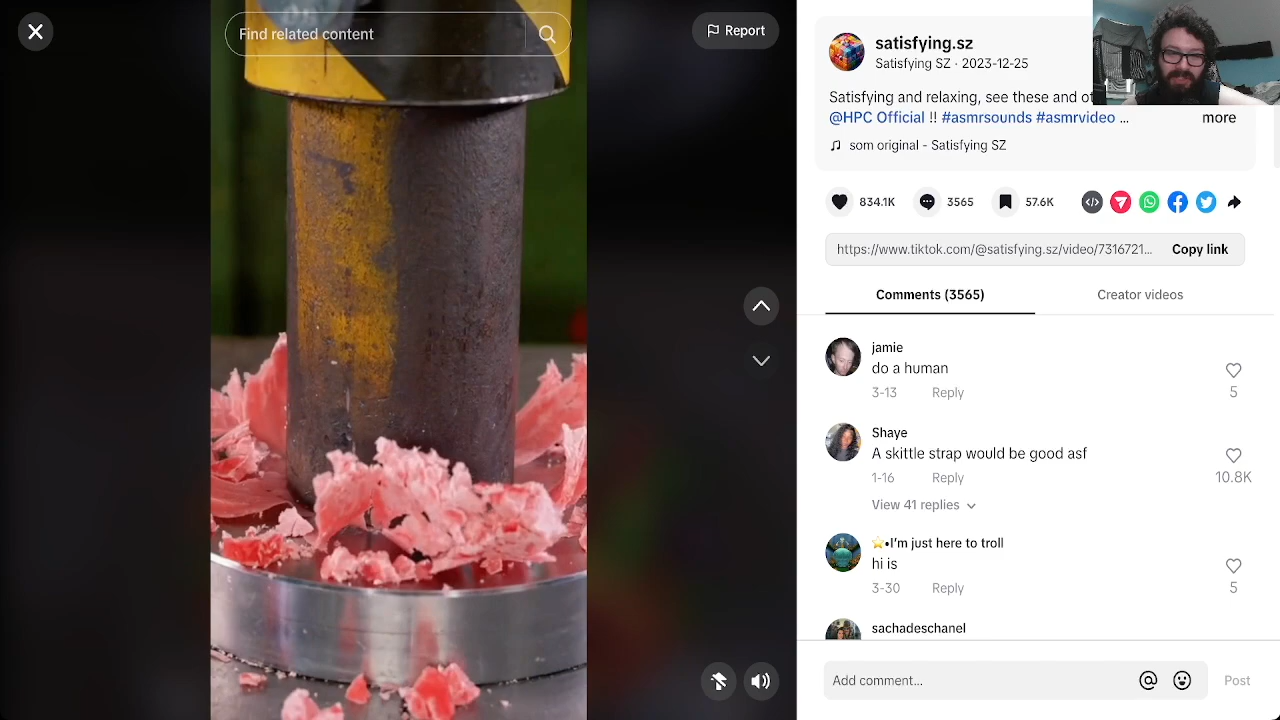 Find related content
Report
satisfying.sz
Satisfying SZ · 2023-12-25
Satisfying and relaxing, see these and ot
@HPC Official !! #asmrsounds #asmrvideo ...
more
som original - Satisfying SZ
834.1K
3565
57.6K
https://www.tiktok.com/@satisfying.sz/video/7316721...
Copy link
Comments (3565)
Creator videos
jamie
do a human
3-13
Reply
5
Shaye
A skittle strap would be good asf
1-16
Reply
10.8K
View 41 replies
⭐•I'm just here to troll
hi is
3-30
Reply
5
sachadeschanel
Add comment...
Post